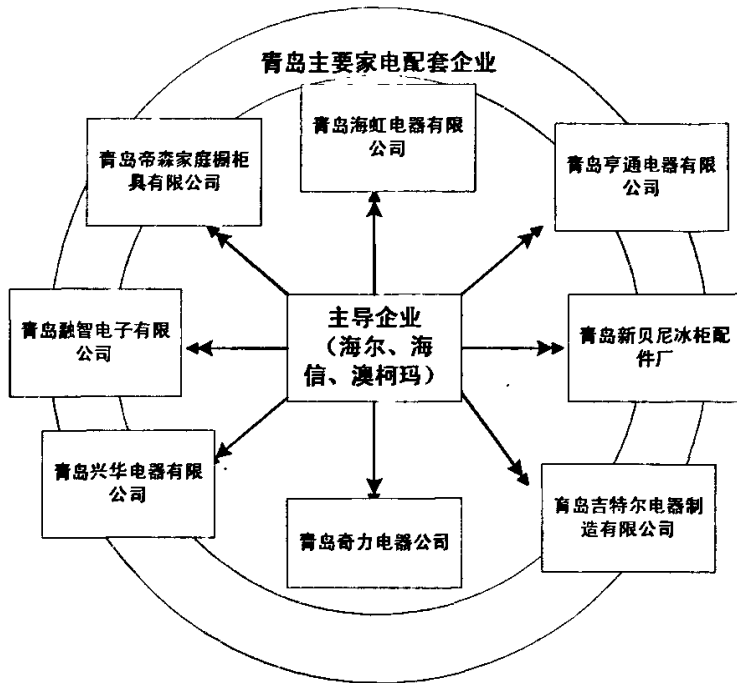 青岛主要家电配套企业
青岛海虹电器有限
公司
青岛帝森家庭橱柜
具有限公司
青岛亨通电器有限
公司
青岛融智电子有限
公司
主导企业
（海尔、海
信、澳柯玛）
青岛新贝尼冰柜配
件厂
青岛兴华电器有限
公司
青岛奇力电器公司
青岛吉特尔电器制
造有限公司